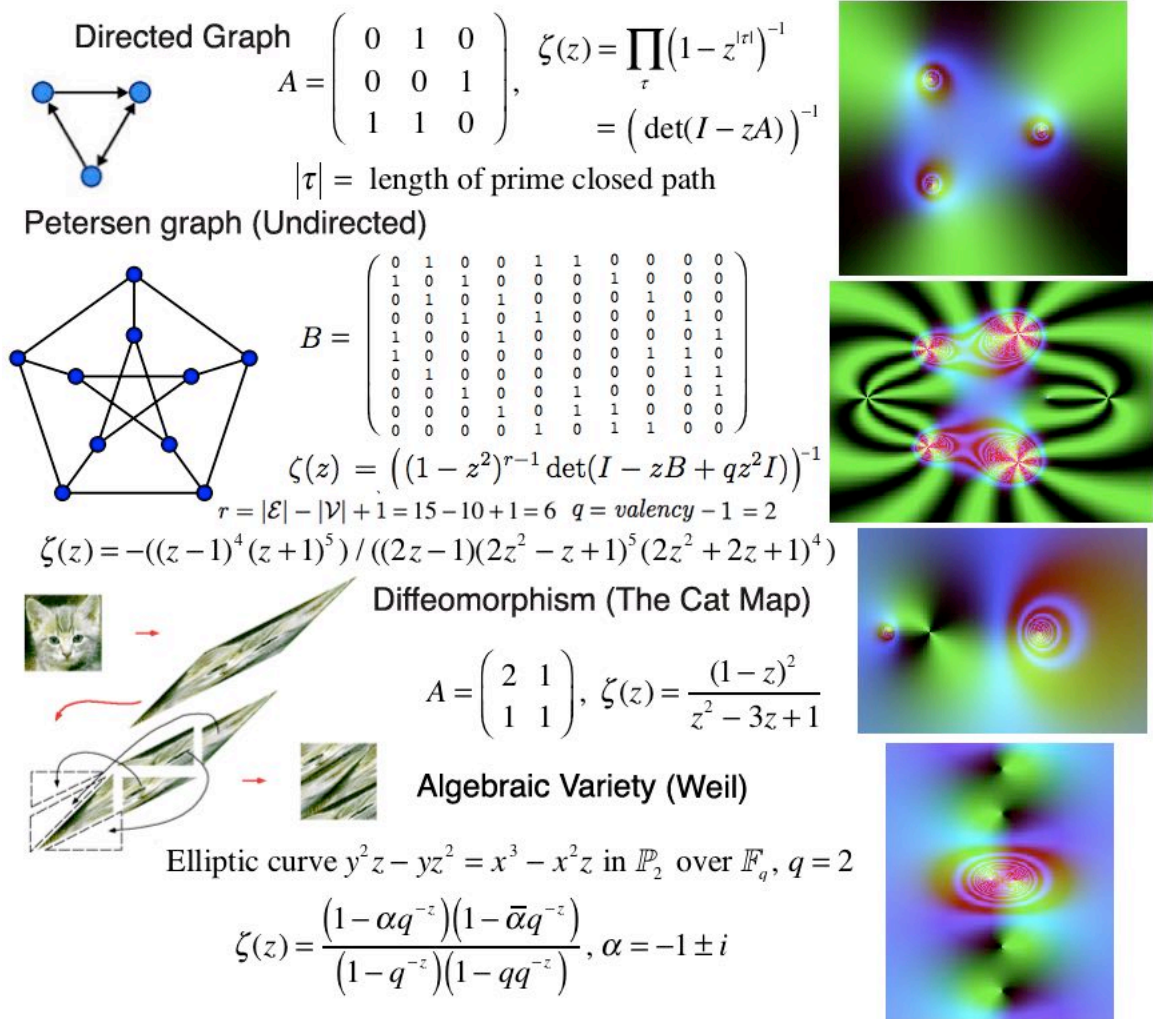 Directed Graph
A = ( 0 1 0
0 0 1
1 1 0 ), ζ(z) = ∏_τ (1 − z^{|τ|})^{-1}
= ( det(I − zA) )^{-1}
|τ| = length of prime closed path
Petersen graph (Undirected)
B = ( 0 1 0 0 1 1 0 0 0 0
1 0 1 0 0 0 1 0 0 0
0 1 0 1 0 0 0 1 0 0
0 0 1 0 1 0 0 0 1 0
1 0 0 1 0 0 0 0 0 1
1 0 0 0 0 0 0 1 1 0
0 1 0 0 0 0 0 0 1 1
0 0 1 0 0 1 0 0 0 1
0 0 0 1 0 1 1 0 0 0
0 0 0 0 1 0 1 1 0 0 )
ζ(z) = ((1 − z²)^{r−1} det(I − zB + qz²I))^{-1}
r = |ℰ| − |𝒱| + 1 = 15 − 10 + 1 = 6 q = valency − 1 = 2
ζ(z) = −((z − 1)⁴ (z + 1)⁵) / ((2z − 1)(2z² − z + 1)⁵ (2z² + 2z + 1)⁴)
Diffeomorphism (The Cat Map)
A = ( 2 1
1 1 ), ζ(z) = (1 − z)² / (z² − 3z + 1)
Algebraic Variety (Weil)
Elliptic curve y²z − yz² = x³ − x²z in ℙ₂ over 𝔽_q, q = 2
ζ(z) = (1 − αq^{−z})(1 − ᾱq^{−z}) / (1 − q^{−z})(1 − qq^{−z}), α = −1 ± i